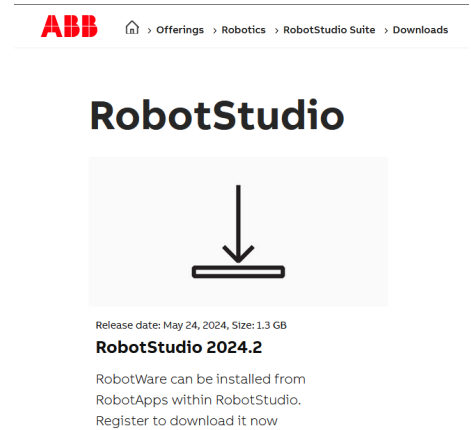 ABB > Offerings > Robotics > RobotStudio Suite > Downloads
RobotStudio
Release date: May 24, 2024, Size: 1.3 GB
RobotStudio 2024.2
RobotWare can be installed from
RobotApps within RobotStudio.
Register to download it now